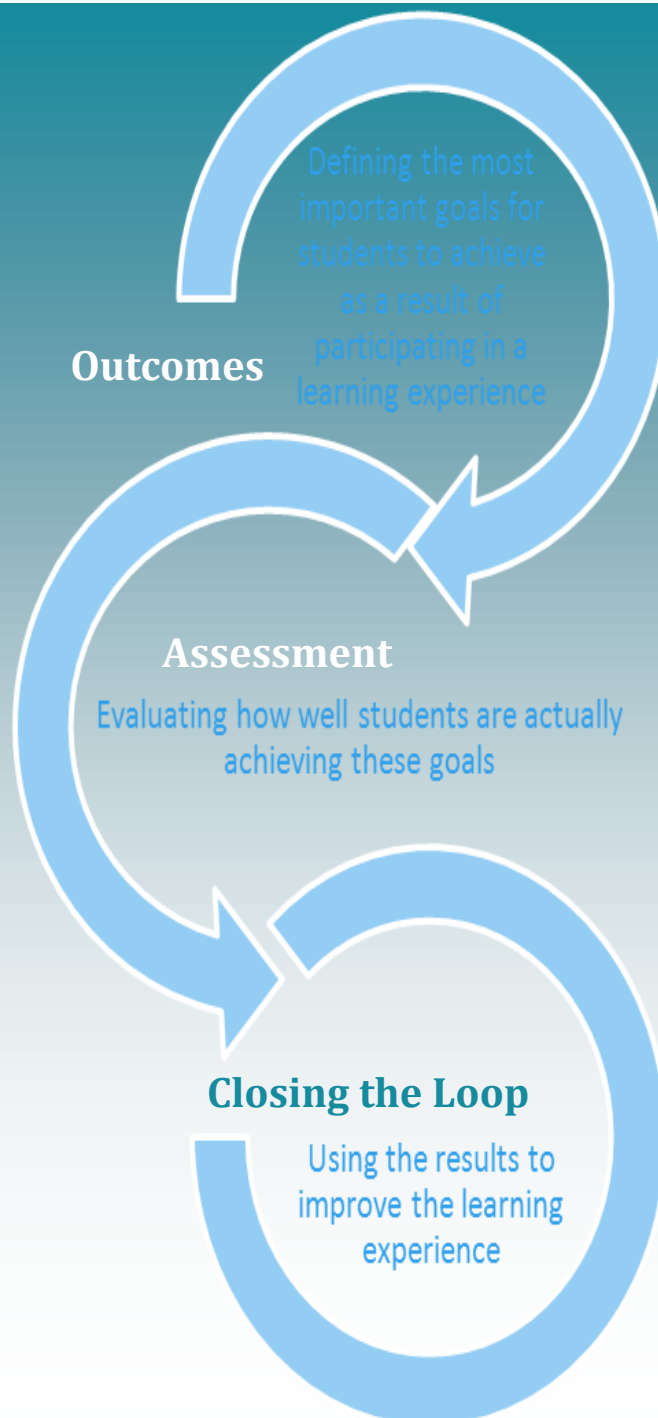 Defining the most
important goals for
students to achieve
as a result of
participating in a
learning experience
Outcomes
Assessment
Evaluating how well students are actually
achieving these goals
Closing the Loop
Using the results to
improve the learning
experience